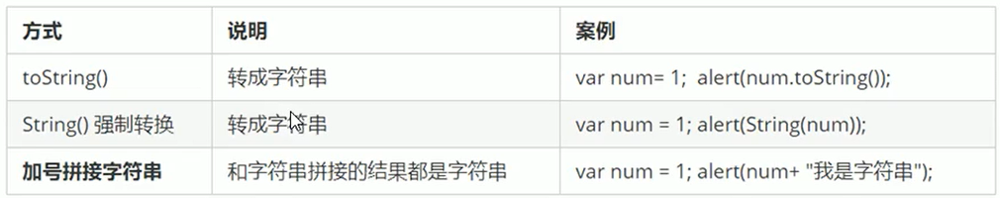 方式 说明 案例
toString() 转成字符串 var num= 1; alert(num.toString());
String() 强制转换 转成字符串 var num = 1; alert(String(num));
加号拼接字符串 和字符串拼接的结果都是字符串 var num = 1; alert(num+ "我是字符串");